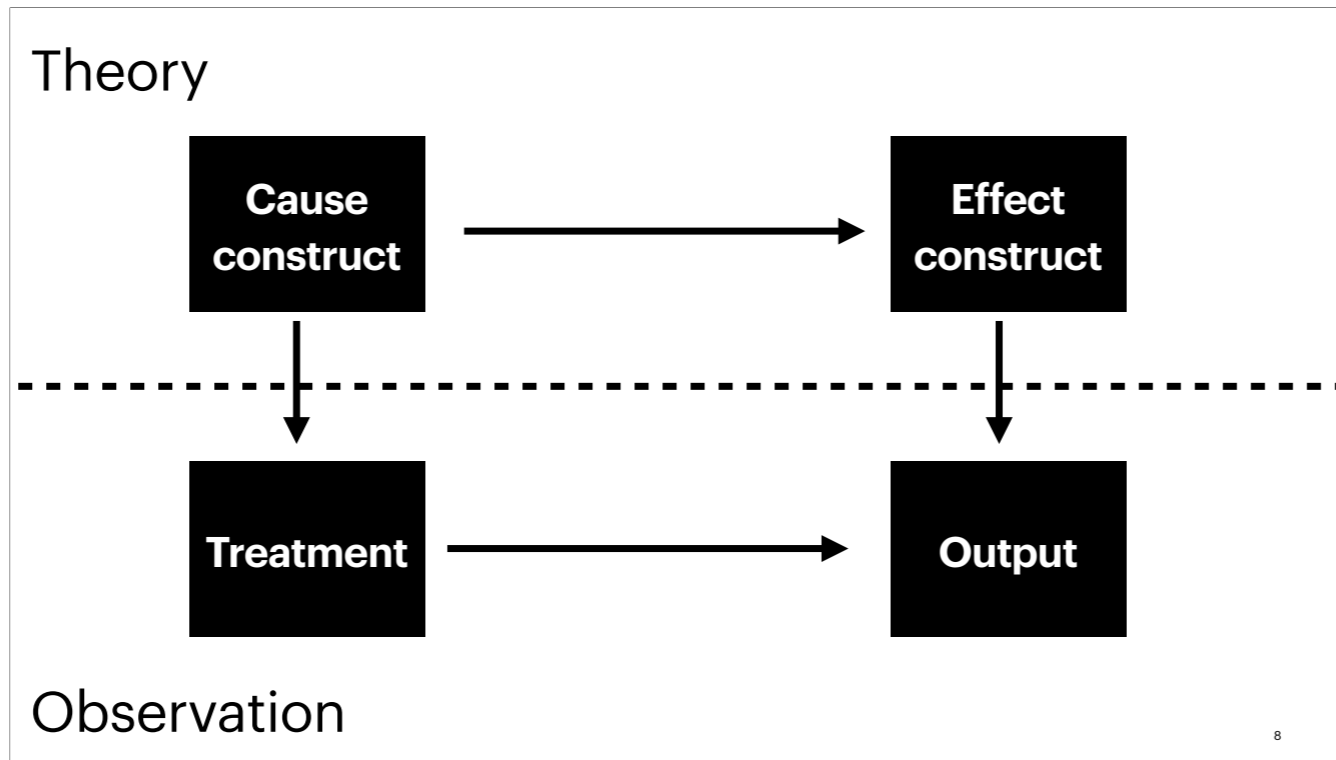 Theory
Cause
construct
Effect
construct
Treatment
Output
Observation
8